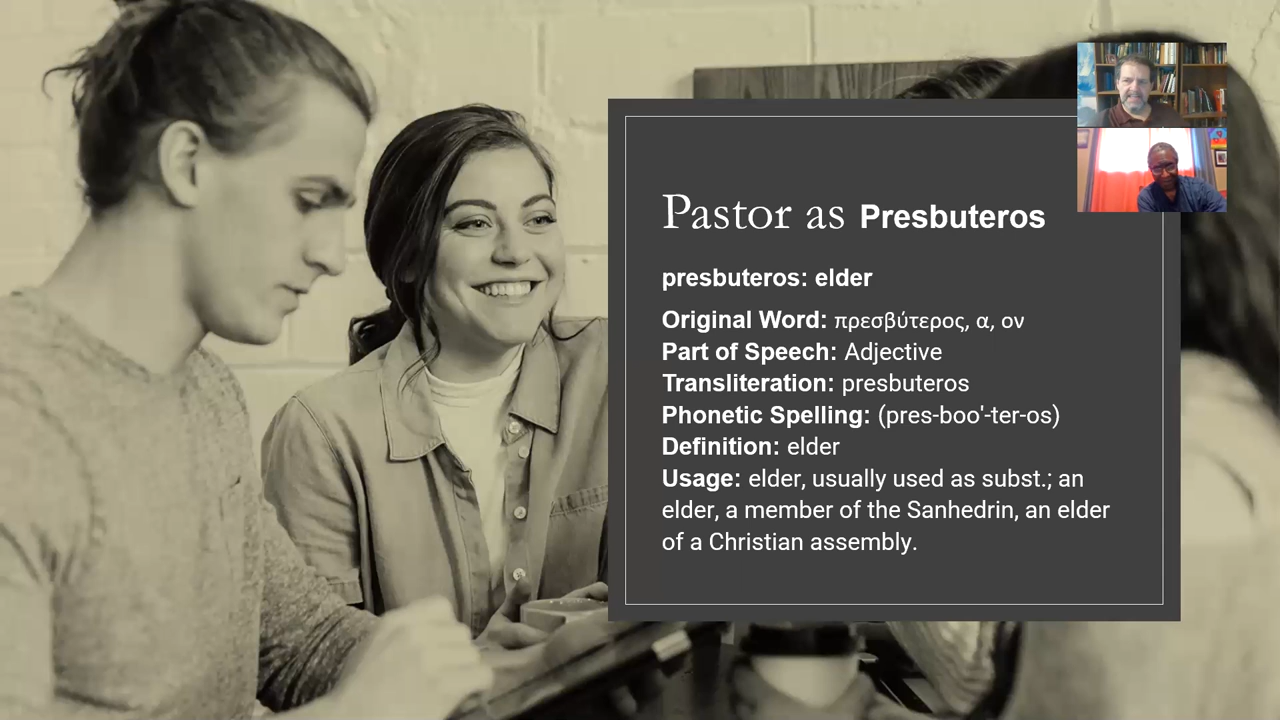 Pastor as Presbuteros
presbuteros: elder
Original Word: πρεσβύτερος, α, ον
Part of Speech: Adjective
Transliteration: presbuteros
Phonetic Spelling: (pres-boo'-ter-os)
Definition: elder
Usage: elder, usually used as subst.; an
elder, a member of the Sanhedrin, an elder
of a Christian assembly.